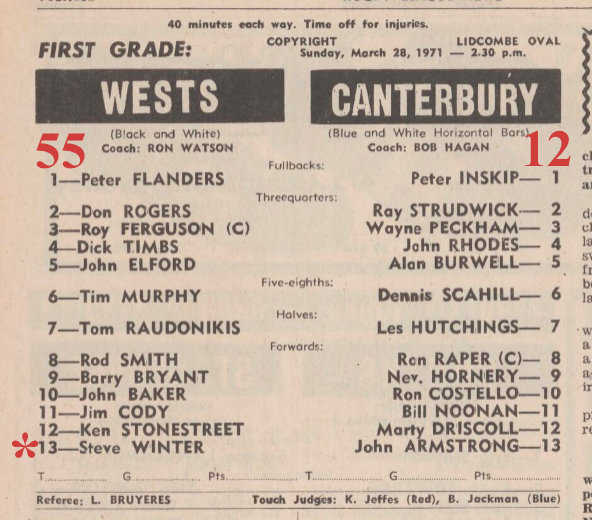 40 minutes each way. Time off for injuries.
FIRST GRADE: COPYRIGHT LIDCOMBE OVAL
Sunday, March 28, 1971 — 2.30 p.m.
WESTS CANTERBURY
(Black and White) (Blue and White Horizontal Bars)
55 Coach: RON WATSON Coach: BOB HAGAN 12
Fullbacks:
1—Peter FLANDERS Peter INSKIP— 1
Threequarters:
2—Don ROGERS Ray STRUDWICK— 2
3—Roy FERGUSON (C) Wayne PECKHAM— 3
4—Dick TIMBS John RHODES— 4
5—John ELFORD Alan BURWELL— 5
Five-eighths:
6—Tim MURPHY Dennis SCAHILL— 6
Halves:
7—Tom RAUDONIKIS Les HUTCHINGS— 7
Forwards:
8—Rod SMITH Ron RAPER (C)— 8
9—Barry BRYANT Nev. HORNERY— 9
10—John BAKER Ron COSTELLO—10
11—Jim CODY Bill NOONAN—11
12—Ken STONESTREET Marty DRISCOLL—12
*13—Steve WINTER John ARMSTRONG—13
T.................... G.................... Pts.................... T.................... G.................... Pts....................
Referee: L. BRUYERES Touch Judges: K. Jeffes (Red), B. Jackman (Blue)